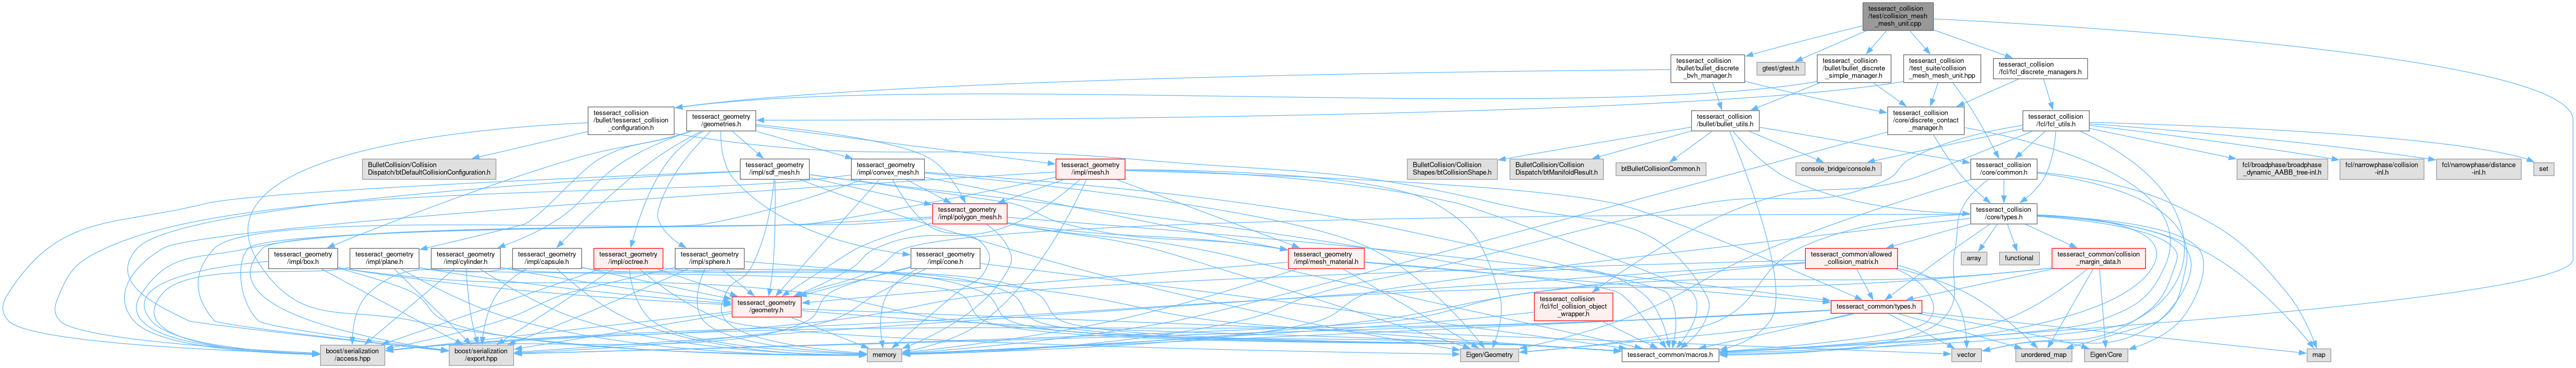 tesseract_collision
/test/collision_mesh
_mesh_unit.cpp
tesseract_collision
/bullet/bullet_discrete
_bvh_manager.h
gtest/gtest.h
tesseract_collision
/bullet/bullet_discrete
_simple_manager.h
tesseract_collision
/test_suite/collision
_mesh_mesh_unit.hpp
tesseract_collision
/fcl/fcl_discrete_managers.h
tesseract_collision
/bullet/tesseract_collision
_configuration.h
tesseract_geometry
/geometries.h
tesseract_collision
/bullet/bullet_utils.h
tesseract_collision
/core/discrete_contact
_manager.h
tesseract_collision
/fcl/fcl_utils.h
BulletCollision/Collision
Dispatch/btDefaultCollisionConfiguration.h
tesseract_geometry
/impl/sdf_mesh.h
tesseract_geometry
/impl/convex_mesh.h
tesseract_geometry
/impl/mesh.h
BulletCollision/Collision
Shapes/btCollisionShape.h
BulletCollision/Collision
Dispatch/btManifoldResult.h
btBulletCollisionCommon.h
console_bridge/console.h
tesseract_collision
/core/common.h
fcl/broadphase/broadphase
_dynamic_AABB_tree-inl.h
fcl/narrowphase/collision
-inl.h
fcl/narrowphase/distance
-inl.h
set
tesseract_geometry
/impl/polygon_mesh.h
tesseract_collision
/core/types.h
tesseract_geometry
/impl/box.h
tesseract_geometry
/impl/plane.h
tesseract_geometry
/impl/cylinder.h
tesseract_geometry
/impl/capsule.h
tesseract_geometry
/impl/octree.h
tesseract_geometry
/impl/sphere.h
tesseract_geometry
/impl/cone.h
tesseract_geometry
/impl/mesh_material.h
tesseract_common/allowed
_collision_matrix.h
array
functional
tesseract_common/collision
_margin_data.h
tesseract_geometry
/geometry.h
tesseract_collision
/fcl/fcl_collision_object
_wrapper.h
tesseract_common/types.h
boost/serialization
/access.hpp
boost/serialization
/export.hpp
memory
Eigen/Geometry
tesseract_common/macros.h
vector
unordered_map
Eigen/Core
map